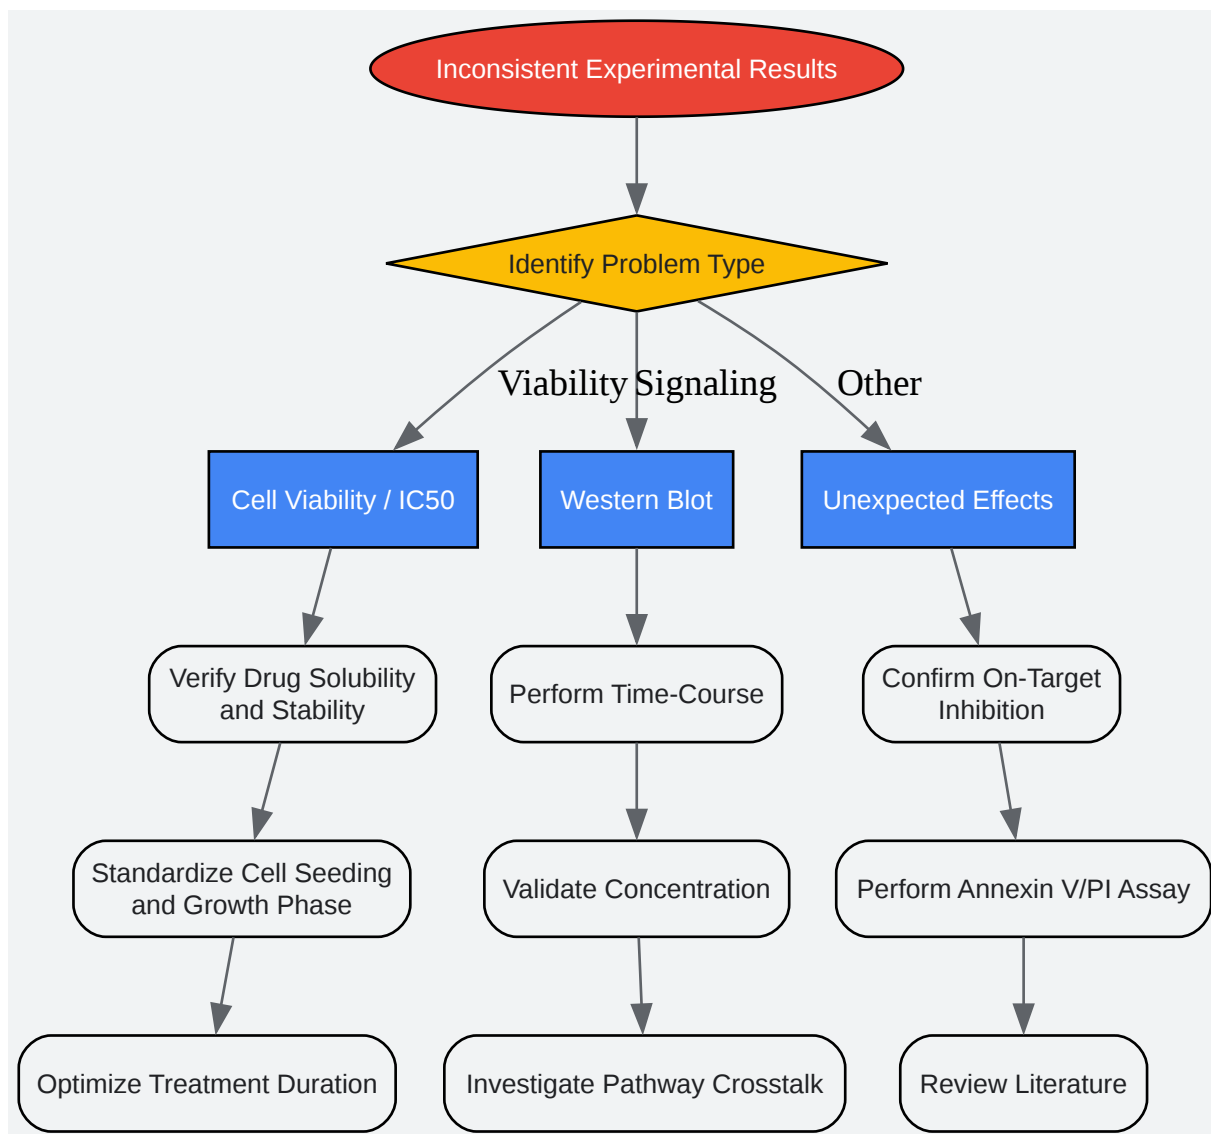 Inconsistent Experimental Results
Identify Problem Type
Viability
Signaling
Other
Cell Viability / IC50
Western Blot
Unexpected Effects
Verify Drug Solubility
and Stability
Perform Time-Course
Confirm On-Target
Inhibition
Standardize Cell Seeding
and Growth Phase
Validate Concentration
Perform Annexin V/PI Assay
Optimize Treatment Duration
Investigate Pathway Crosstalk
Review Literature